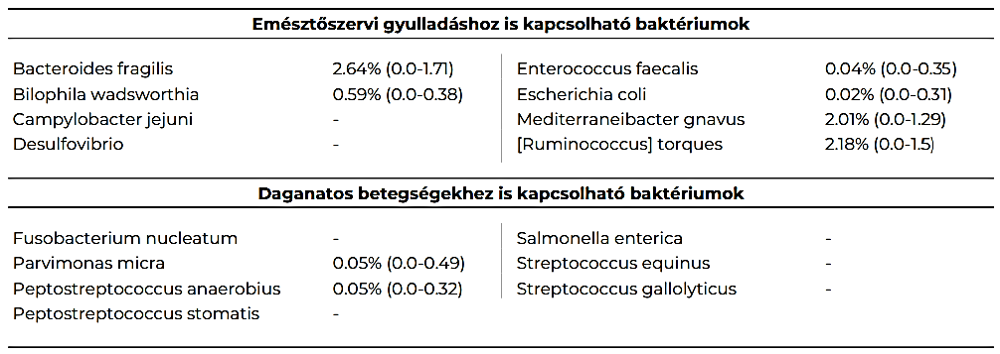 Emésztőszervi gyulladáshoz is kapcsolható baktériumok
Bacteroides fragilis 2.64% (0.0-1.71) Enterococcus faecalis 0.04% (0.0-0.35)
Bilophila wadsworthia 0.59% (0.0-0.38) Escherichia coli 0.02% (0.0-0.31)
Campylobacter jejuni - Mediterraneibacter gnavus 2.01% (0.0-1.29)
Desulfovibrio - [Ruminococcus] torques 2.18% (0.0-1.5)
Daganatos betegségekhez is kapcsolható baktériumok
Fusobacterium nucleatum - Salmonella enterica -
Parvimonas micra 0.05% (0.0-0.49) Streptococcus equinus -
Peptostreptococcus anaerobius 0.05% (0.0-0.32) Streptococcus gallolyticus -
Peptostreptococcus stomatis -